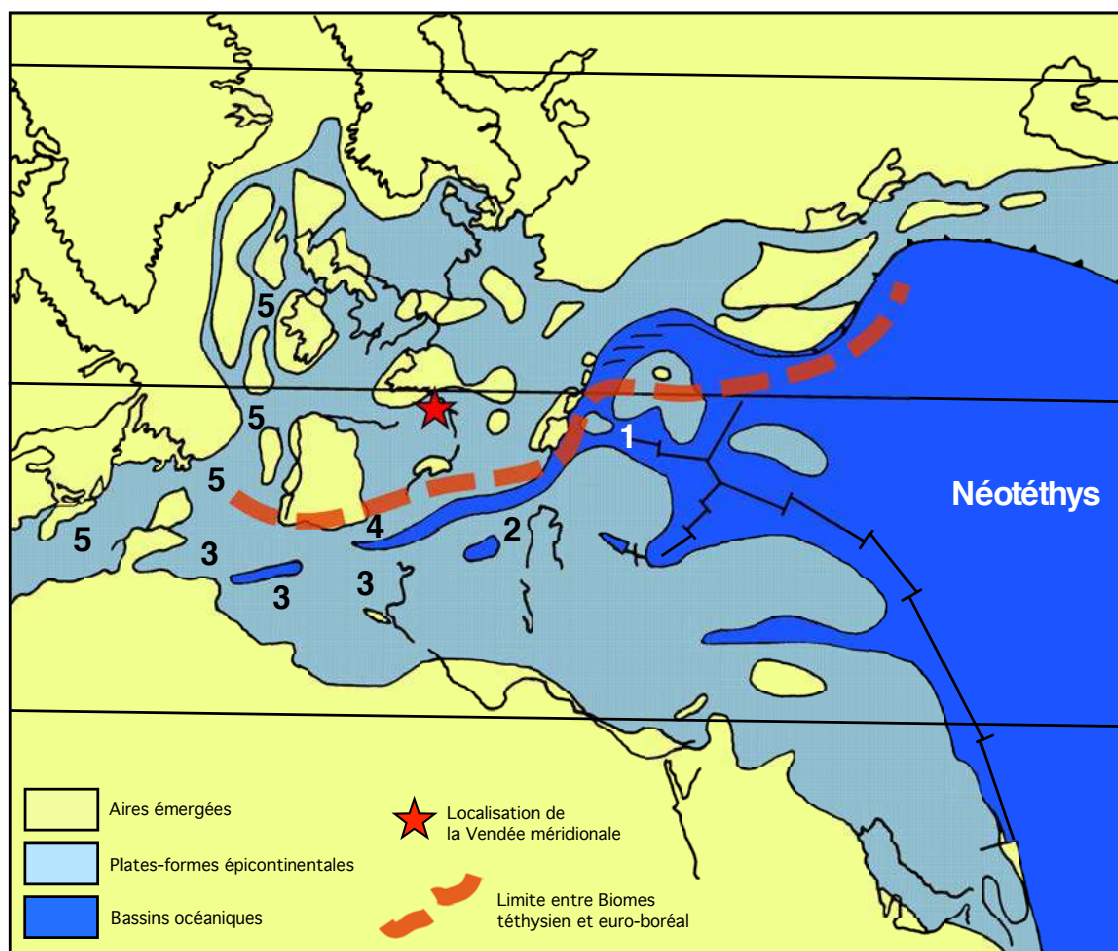 5
5
5
5
1
Néotéthys
4
2
3
3
3
Aires émergées
Plates-formes épicontinentales
Bassins océaniques
Localisation de
la Vendée méridionale
Limite entre Biomes
téthysien et euro-boréal